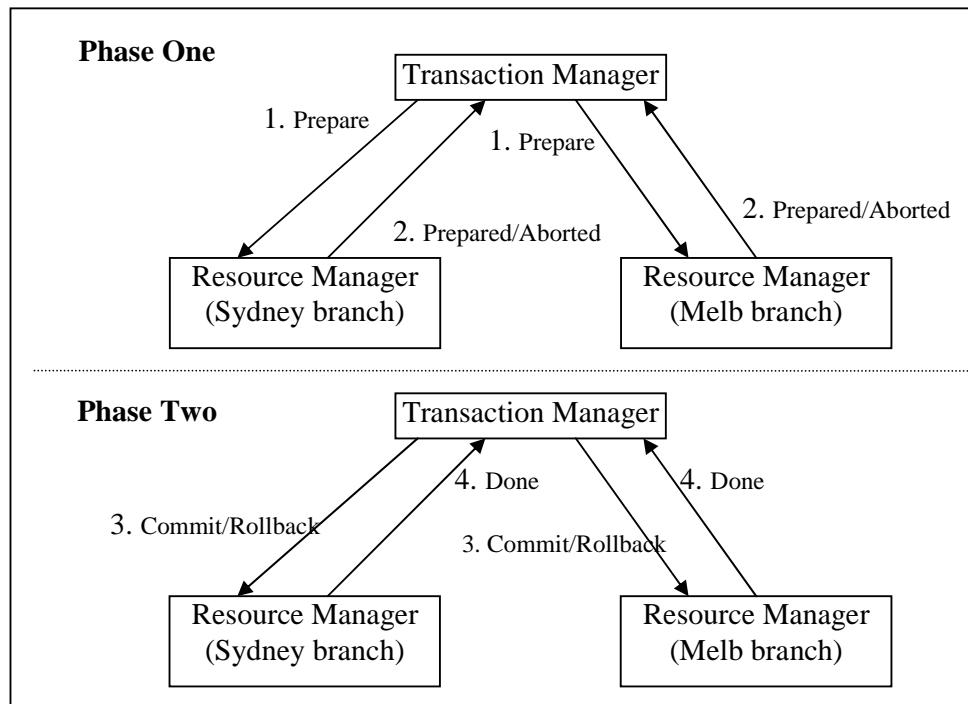 Phase One
Transaction Manager
1. Prepare
1. Prepare
2. Prepared/Aborted
2. Prepared/Aborted
Resource Manager
(Sydney branch)
Resource Manager
(Melb branch)
Phase Two
Transaction Manager
4. Done
4. Done
3. Commit/Rollback
3. Commit/Rollback
Resource Manager
(Sydney branch)
Resource Manager
(Melb branch)